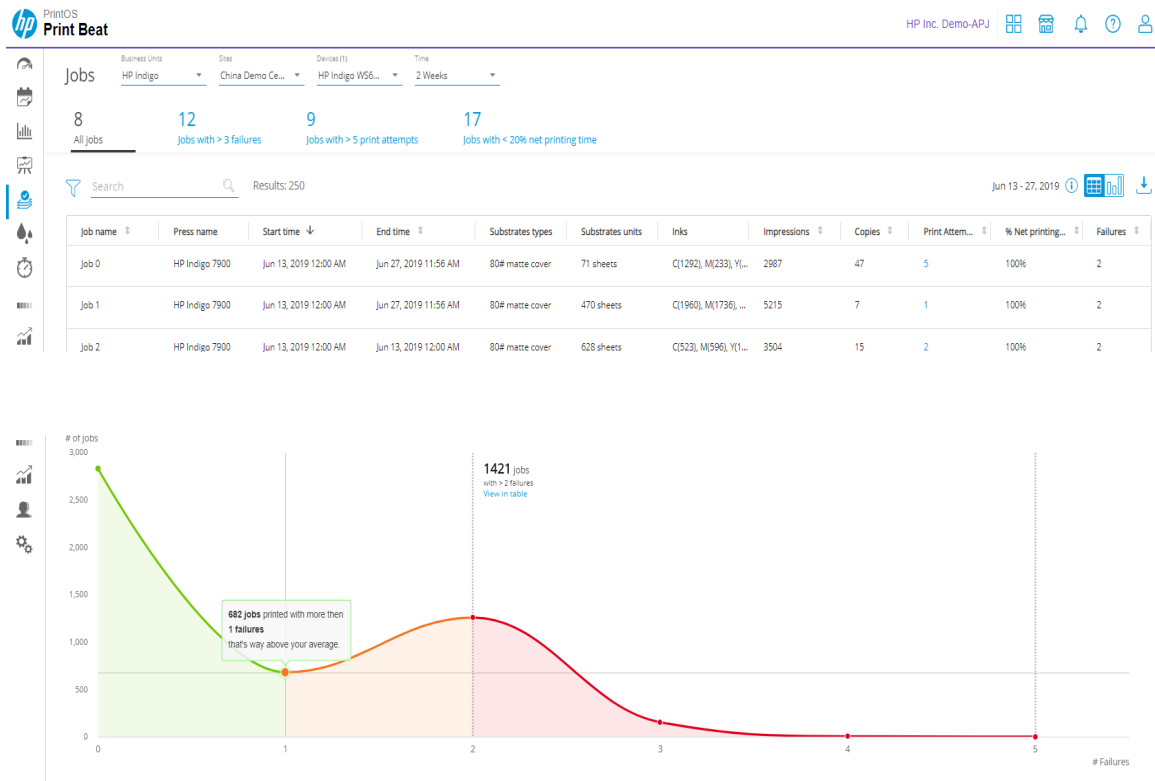 hp PrintOS
Print Beat
HP Inc. Demo-APJ
Jobs
Business Units Sites Devices (1) Time
HP Indigo China Demo Ce... HP Indigo WS6... 2 Weeks
8 12 9 17
All jobs Jobs with > 3 failures Jobs with > 5 print attempts Jobs with < 20% net printing time
Search Results: 250 Jun 13 - 27, 2019
Job name Press name Start time End time Substrates types Substrates units Inks Impressions Copies Print Attem... % Net printing... Failures
Job 0 HP Indigo 7900 Jun 13, 2019 12:00 AM Jun 27, 2019 11:56 AM 80# matte cover 71 sheets C(1292), M(233), Y(... 2987 47 5 100% 2
Job 1 HP Indigo 7900 Jun 13, 2019 12:00 AM Jun 27, 2019 11:56 AM 80# matte cover 470 sheets C(1960), M(1736), ... 5215 7 1 100% 2
Job 2 HP Indigo 7900 Jun 13, 2019 12:00 AM Jun 13, 2019 12:00 AM 80# matte cover 628 sheets C(523), M(596), Y(1... 3504 15 2 100% 2
# of jobs
3,000
2,500
2,000
1,500
1,000
500
0
1421 jobs
with > 2 failures
View in table
682 jobs printed with more then
1 failures
that's way above your average.
0 1 2 3 4 5
# Failures